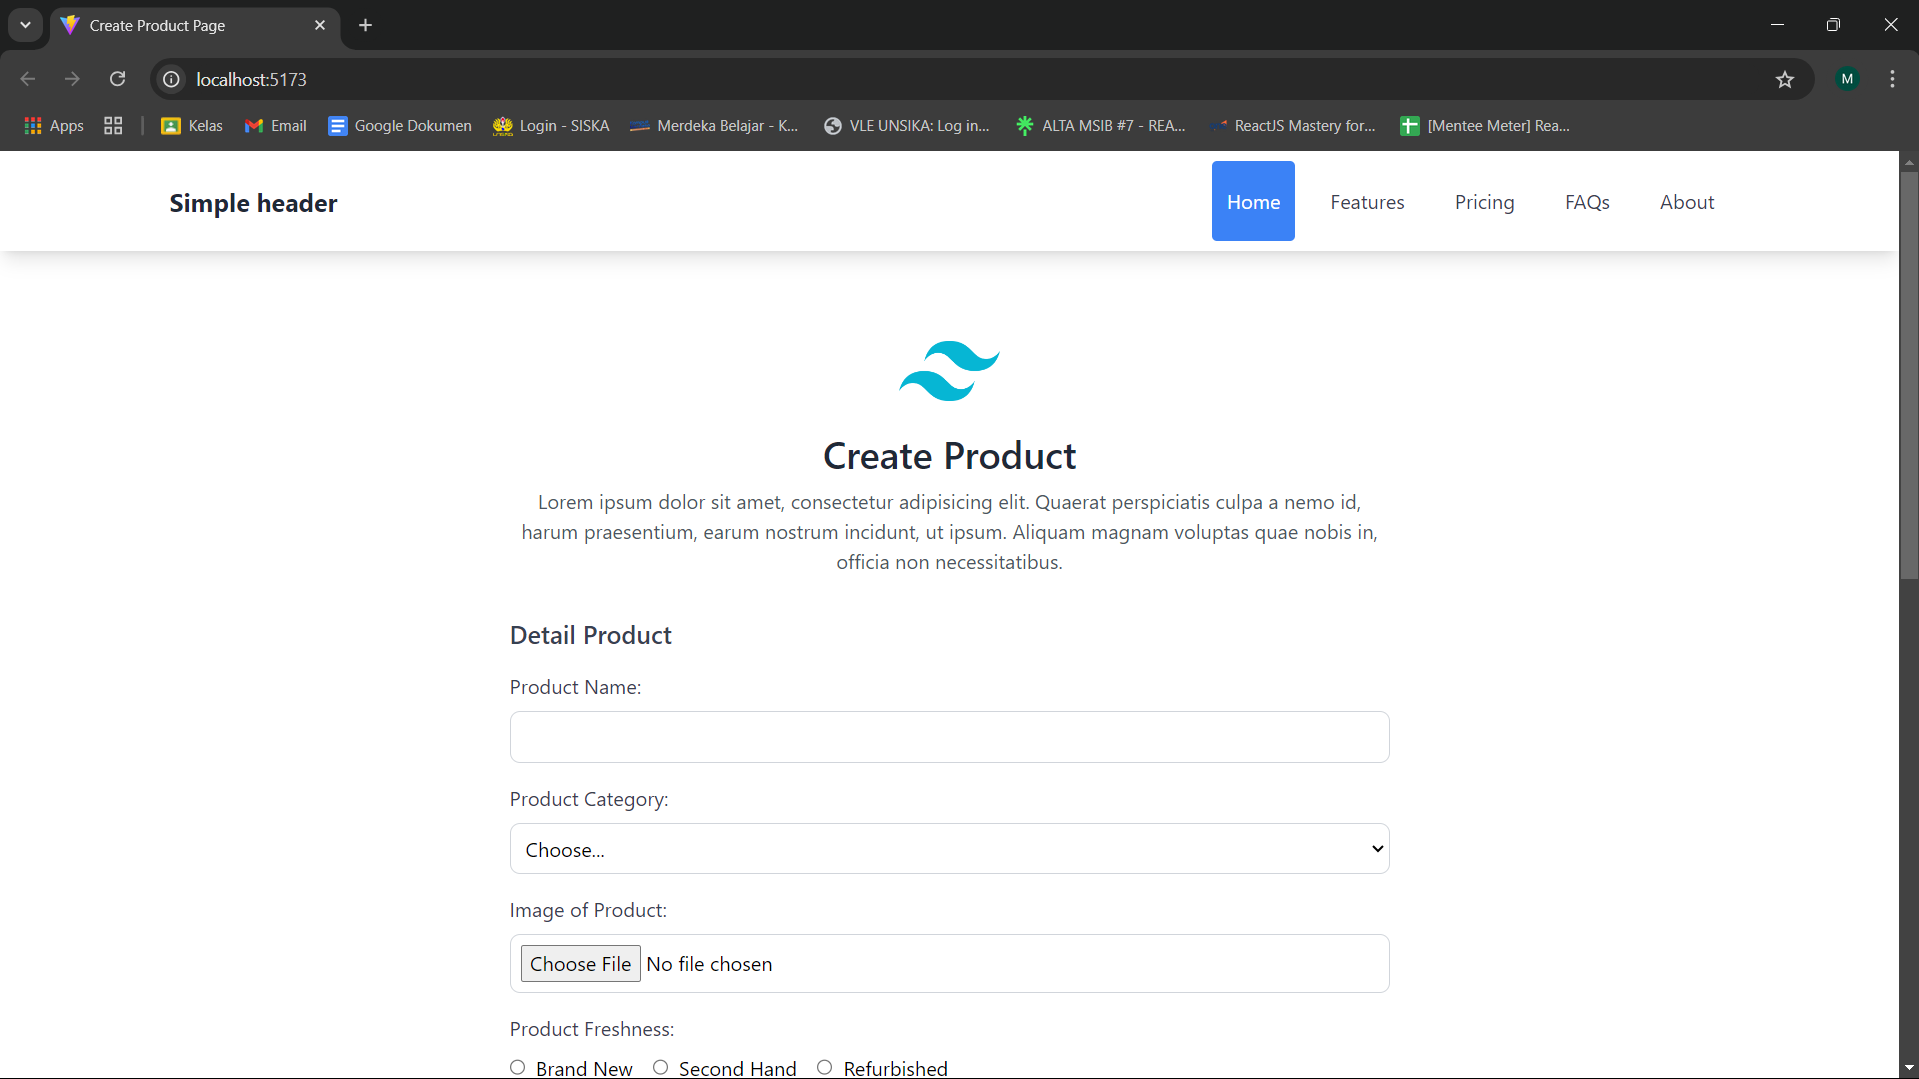 Create Product Page
localhost:5173
M
Apps Kelas Email Google Dokumen Login - SISKA Merdeka Belajar - K... VLE UNSIKA: Log in... ALTA MSIB #7 - REA... ReactJS Mastery for... [Mentee Meter] Rea...
Simple header Home Features Pricing FAQs About
Create Product
Lorem ipsum dolor sit amet, consectetur adipisicing elit. Quaerat perspiciatis culpa a nemo id,
harum praesentium, earum nostrum incidunt, ut ipsum. Aliquam magnam voluptas quae nobis in,
officia non necessitatibus.
Detail Product
Product Name:
Product Category:
Choose...
Image of Product:
Choose File No file chosen
Product Freshness:
Brand New Second Hand Refurbished